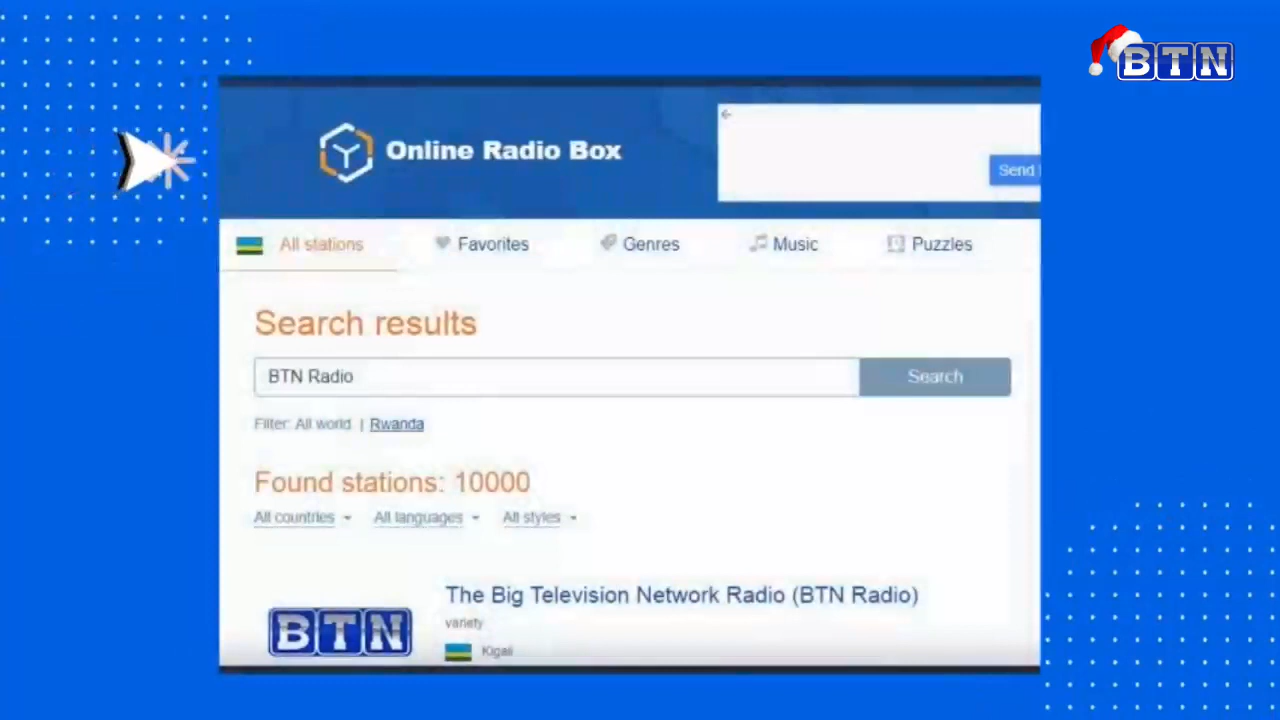 BTN
Online Radio Box
Send
All stations Favorites Genres Music Puzzles
Search results
BTN Radio Search
Filter: All world | Rwanda
Found stations: 10000
All countries All languages All styles
The Big Television Network Radio (BTN Radio)
variety
BTN
Kigali